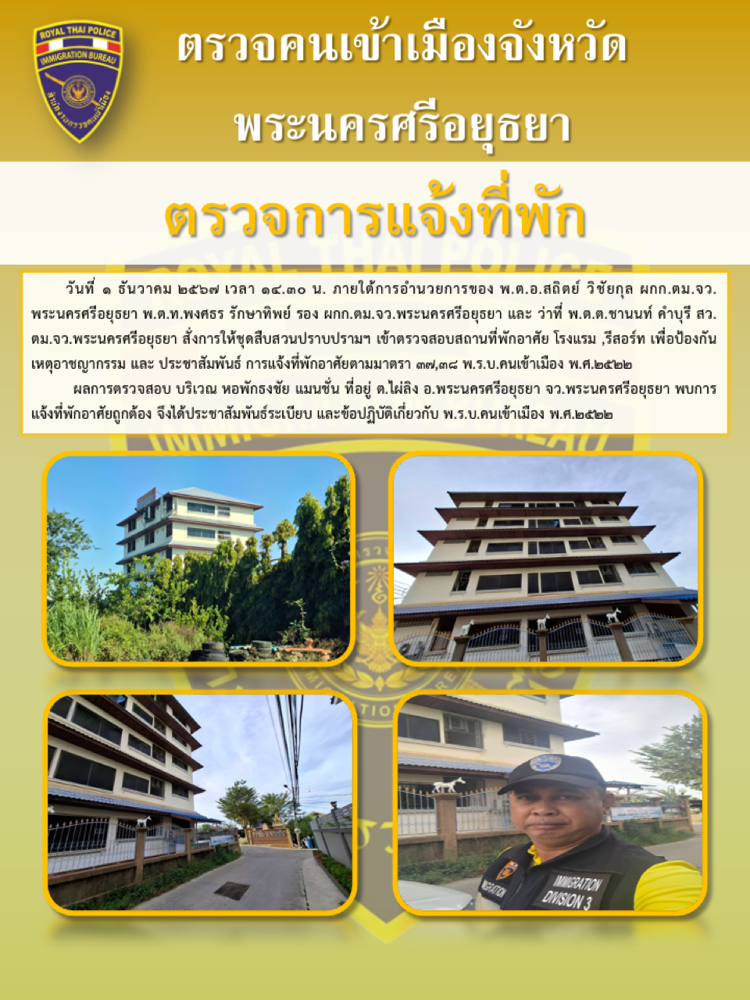 ROYAL THAI POLICE
IMMIGRATION BUREAU
สำนักงานตรวจคนเข้าเมือง
ตรวจคนเข้าเมืองจังหวัด
พระนครศรีอยุธยา
ตรวจการแจ้งที่พัก
วันที่ ๑ ธันวาคม ๒๕๖๗ เวลา ๑๔.๓๐ น. ภายใต้การอำนวยการของ พ.ต.อ.สถิตย์ วิชัยกุล ผกก.ตม.จว.
พระนครศรีอยุธยา พ.ต.ท.พงศธร รักษาทิพย์ รอง ผกก.ตม.จว.พระนครศรีอยุธยา และ ว่าที่ พ.ต.ต.ชานนท์ คำบุรี สว.
ตม.จว.พระนครศรีอยุธยา สั่งการให้ชุดสืบสวนปราบปรามฯ เข้าตรวจสอบสถานที่พักอาศัย โรงแรม ,รีสอร์ท เพื่อป้องกัน
เหตุอาชญากรรม และ ประชาสัมพันธ์ การแจ้งที่พักอาศัยตามมาตรา ๓๗,๓๘ พ.ร.บ.คนเข้าเมือง พ.ศ.๒๕๒๒
ผลการตรวจสอบ บริเวณ หอพักธงชัย แมนชั่น ที่อยู่ ต.ไผ่ลิง อ.พระนครศรีอยุธยา จว.พระนครศรีอยุธยา พบการ
แจ้งที่พักอาศัยถูกต้อง จึงได้ประชาสัมพันธ์ระเบียบ และข้อปฏิบัติเกี่ยวกับ พ.ร.บ.คนเข้าเมือง พ.ศ.๒๕๒๒
IMMIGRATION
DIVISION 3